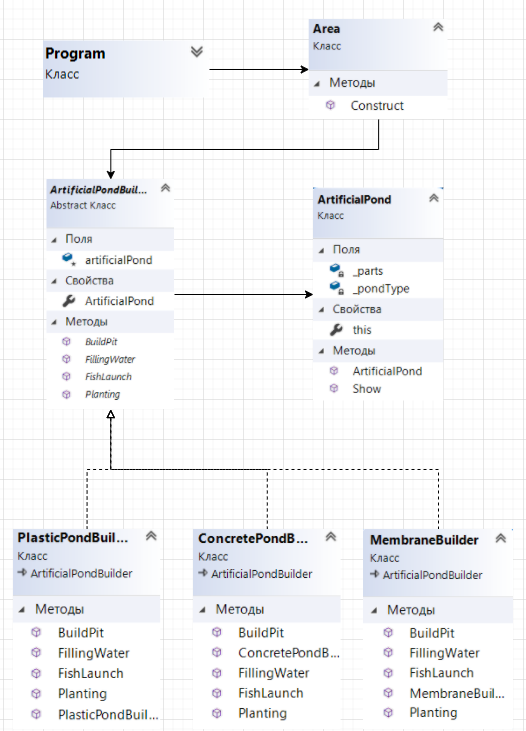 Program
Класс
Area
Класс
Методы
Construct
ArtificialPondBuil...
Abstract Класс
Поля
artificialPond
Свойства
ArtificialPond
Методы
BuildPit
FillingWater
FishLaunch
Planting
ArtificialPond
Класс
Поля
_parts
_pondType
Свойства
this
Методы
ArtificialPond
Show
PlasticPondBuil...
Класс
ArtificialPondBuilder
Методы
BuildPit
FillingWater
FishLaunch
Planting
PlasticPondBuil...
ConcretePondB...
Класс
ArtificialPondBuilder
Методы
BuildPit
ConcretePondB...
FillingWater
FishLaunch
Planting
MembraneBuilder
Класс
ArtificialPondBuilder
Методы
BuildPit
FillingWater
FishLaunch
MembraneBuil...
Planting